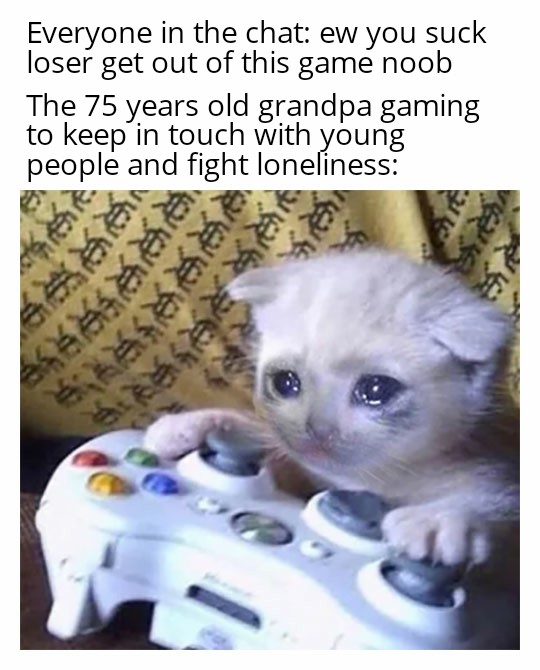 Everyone in the chat: ew you suck
loser get out of this game noob
The 75 years old grandpa gaming
to keep in touch with young
people and fight loneliness: